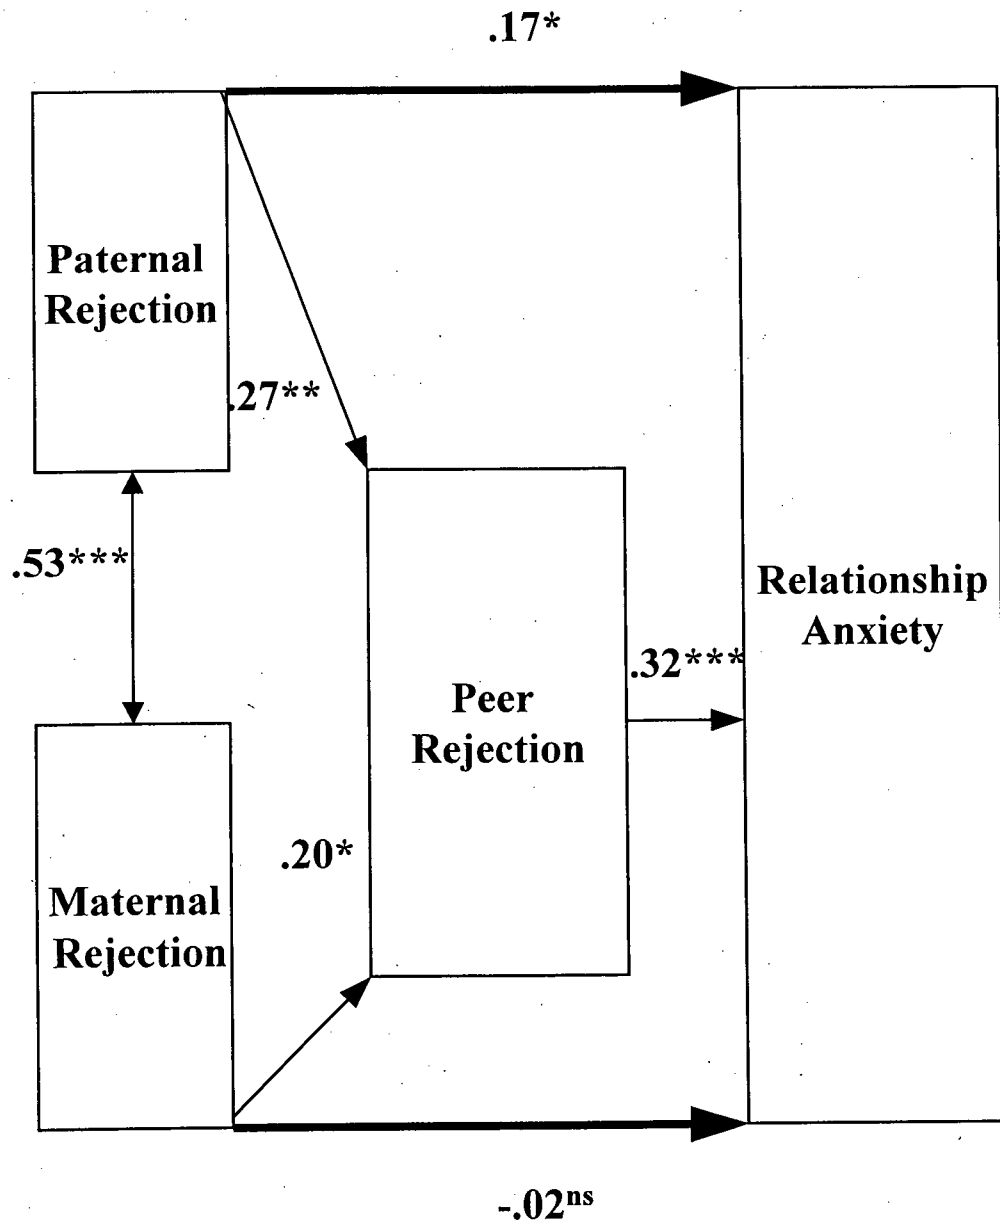 .17*
Paternal
Rejection
.27**
.53***
Relationship
Anxiety
.32***
Peer
Rejection
.20*
Maternal
Rejection
-.02ns